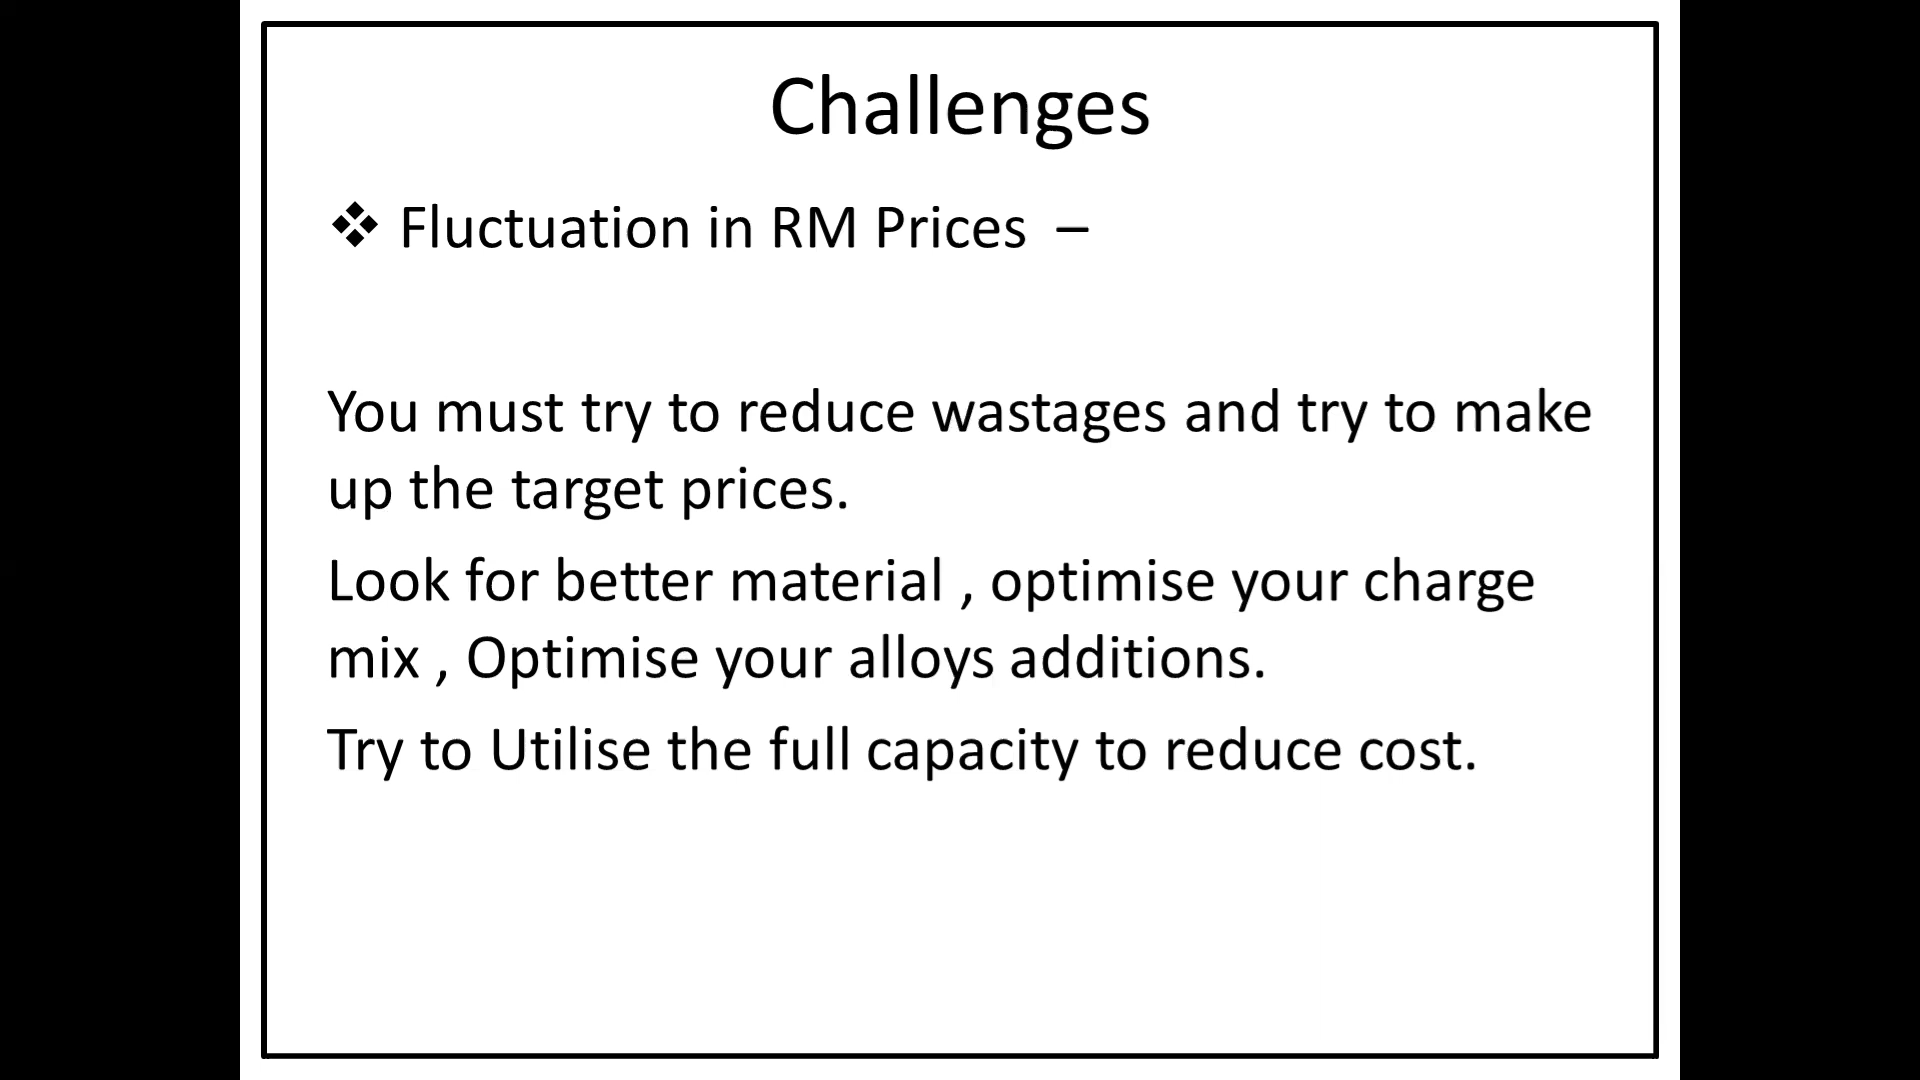 Challenges
❖ Fluctuation in RM Prices –
You must try to reduce wastages and try to make
up the target prices.
Look for better material , optimise your charge
mix , Optimise your alloys additions.
Try to Utilise the full capacity to reduce cost.